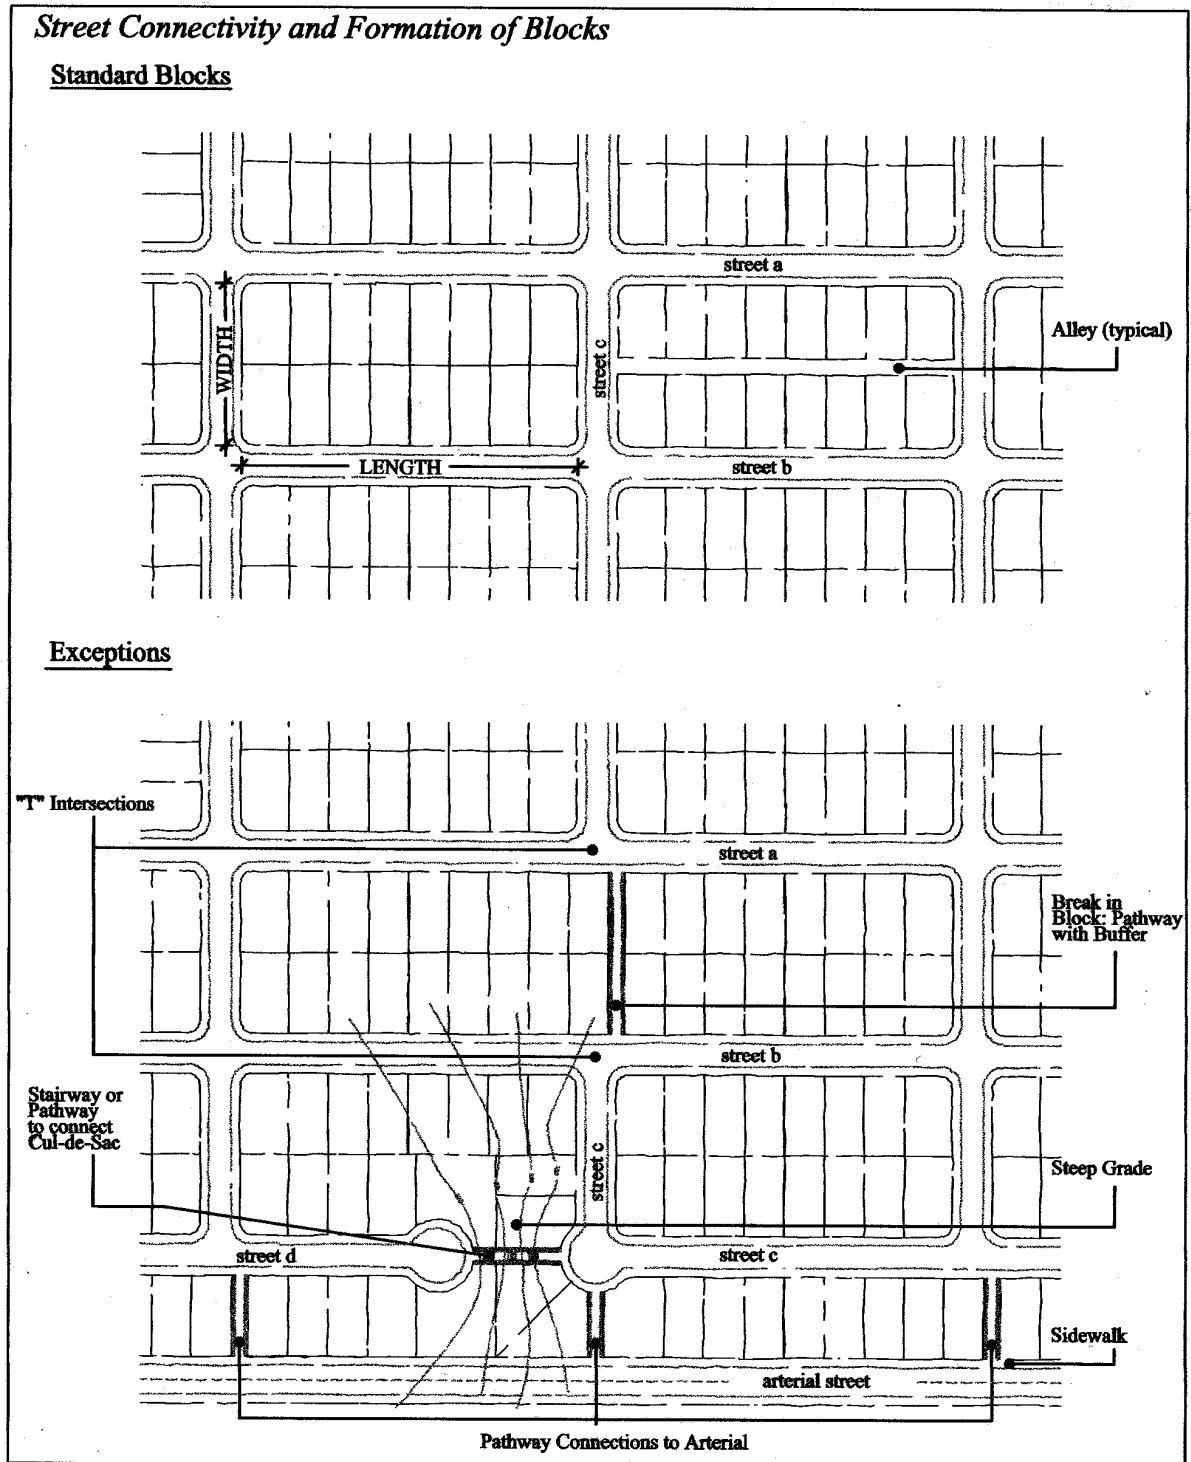 Street Connectivity and Formation of Blocks
Standard Blocks
street a
WIDTH
street c
Alley (typical)
LENGTH
street b
Exceptions
"T" Intersections
street a
Break in
Block: Pathway
with Buffer
street b
Stairway or
Pathway
to connect
Cul-de-Sac
street c
Steep Grade
street d
street c
Sidewalk
arterial street
Pathway Connections to Arterial